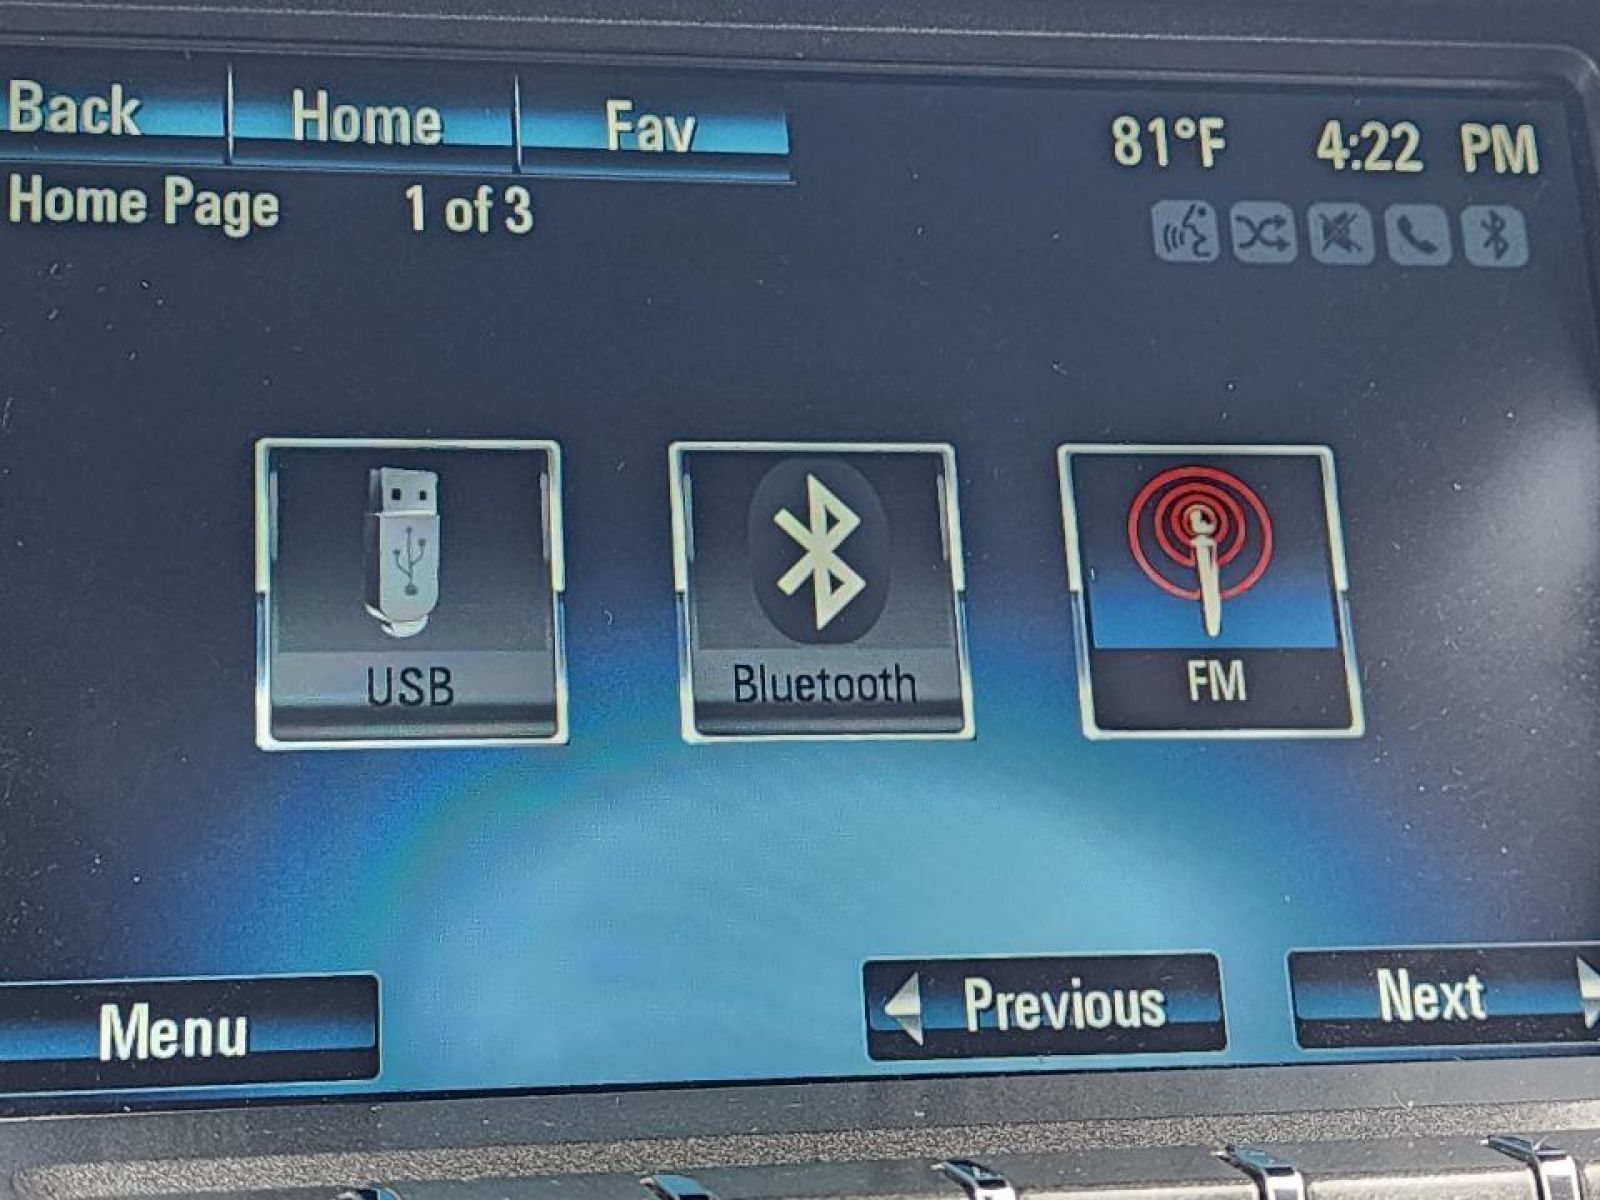 Back Home Fav 81°F 4:22 PM
Home Page 1 of 3
USB Bluetooth FM
Menu Previous Next